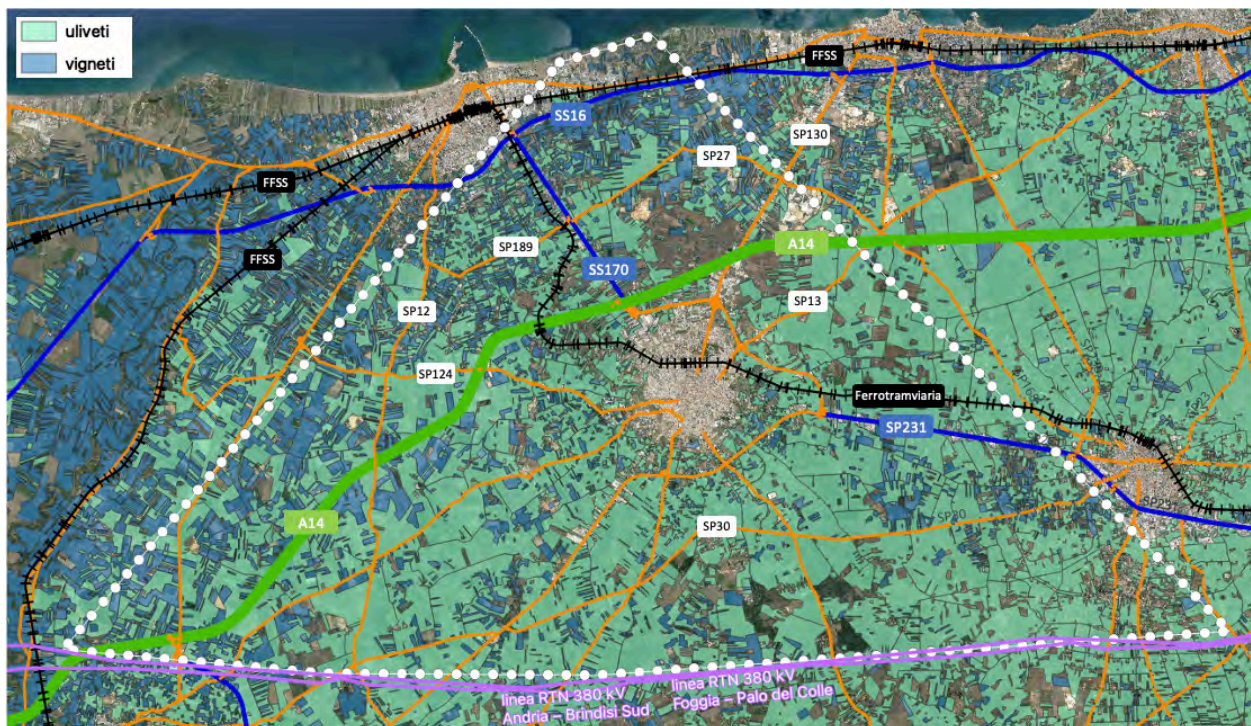 uliveti
vigneti
FFSS
SS16
SP130
SP27
FFSS
SP189
A14
FFSS
SS170
SP13
SP12
SP124
Ferrotramviaria
SP231
A14
SP30
linea RTN 380 kV
Andria – Brindisi Sud
linea RTN 380 kV
Foggia – Palo del Colle